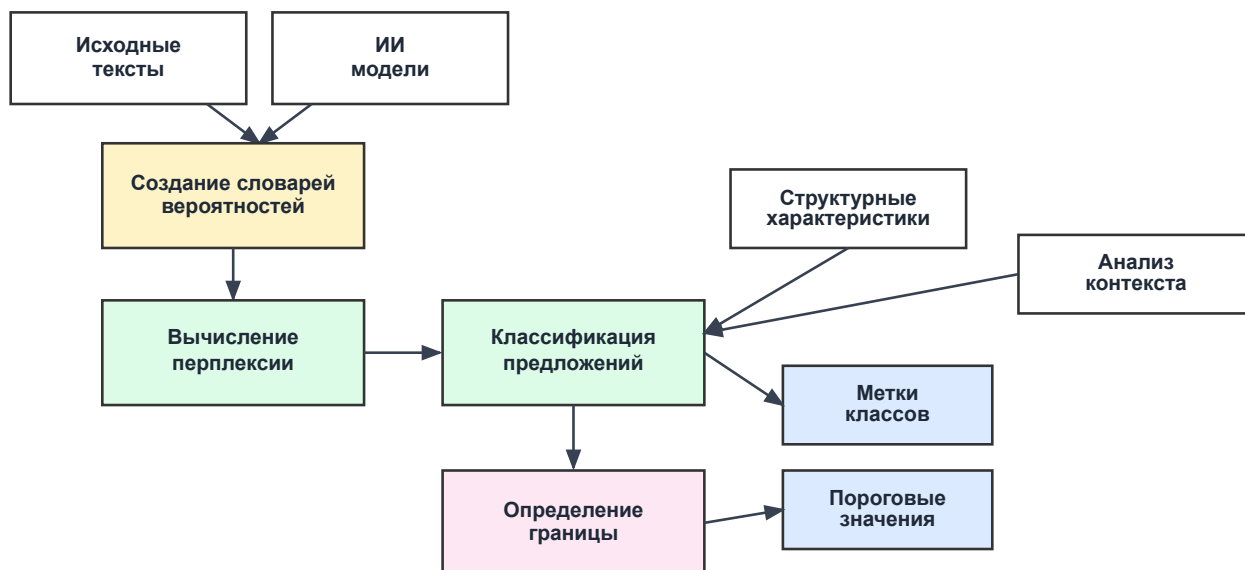 Исходные
тексты
ИИ
модели
Создание словарей
вероятностей
Структурные
характеристики
Анализ
контекста
Вычисление
перплексии
Классификация
предложений
Метки
классов
Определение
границы
Пороговые
значения